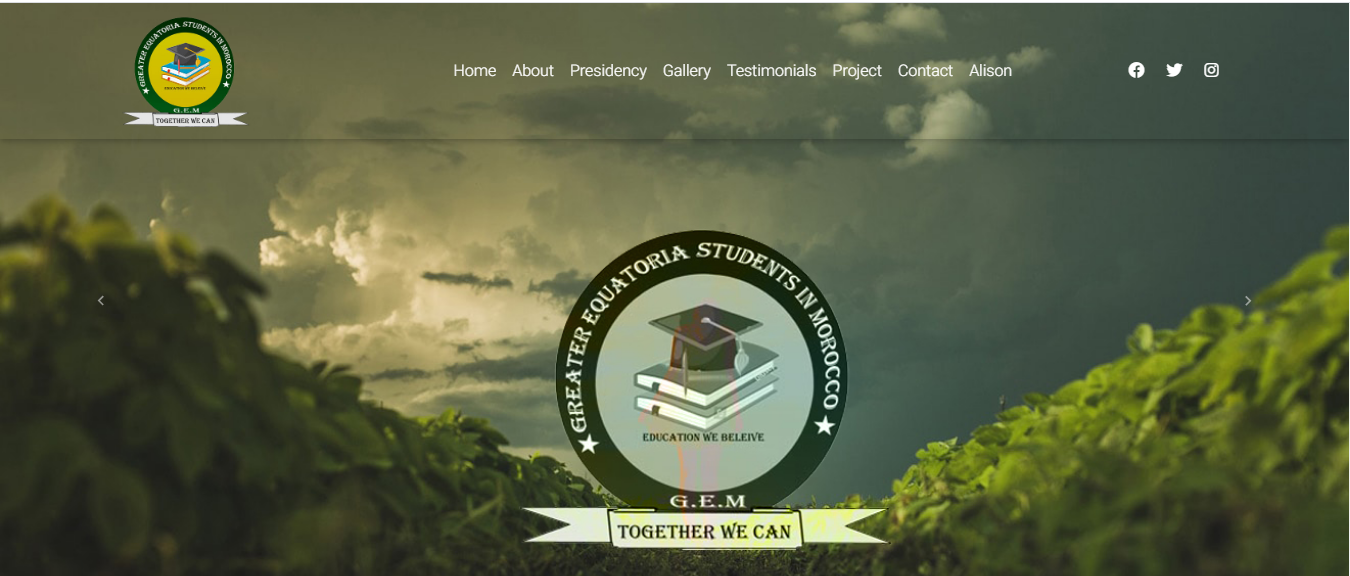 GREATER EQUATORIA STUDENTS IN MOROCCO
EDUCATION WE BELEIVE
G.E.M
TOGETHER WE CAN
Home About Presidency Gallery Testimonials Project Contact Alison
GREATER EQUATORIA STUDENTS IN MOROCCO
EDUCATION WE BELEIVE
G.E.M
TOGETHER WE CAN